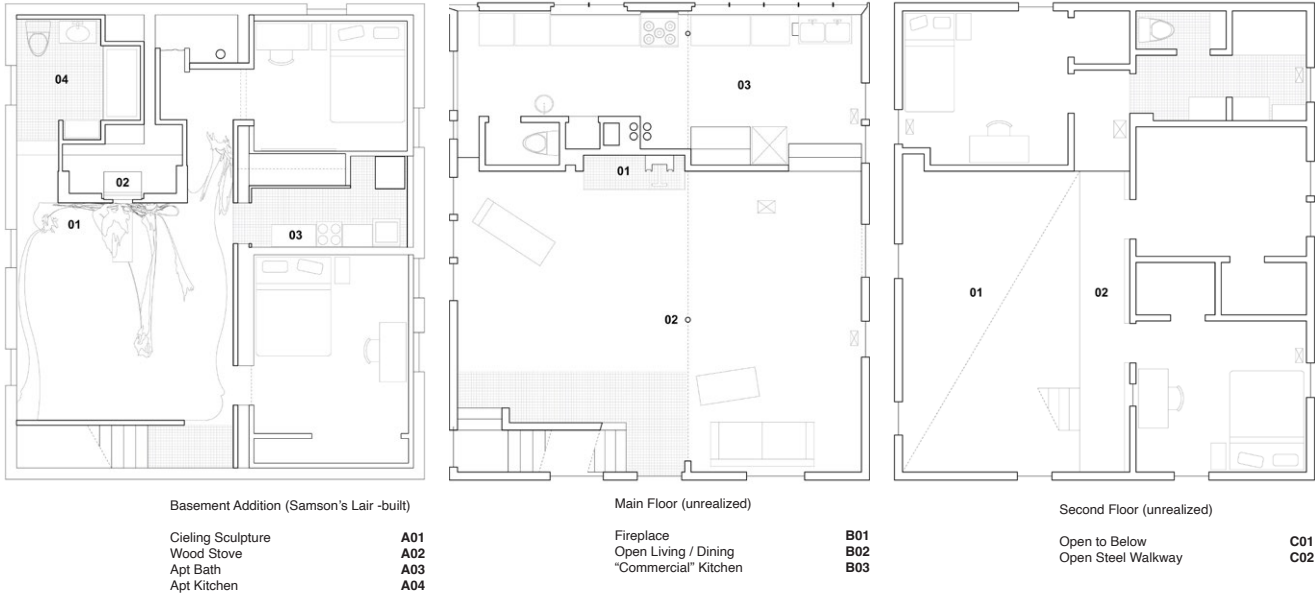 04
02
01
03
03
01
02
01
02
Basement Addition (Samson's Lair -built)
Cieling Sculpture A01
Wood Stove A02
Apt Bath A03
Apt Kitchen A04
Main Floor (unrealized)
Fireplace B01
Open Living / Dining B02
“Commercial” Kitchen B03
Second Floor (unrealized)
Open to Below C01
Open Steel Walkway C02